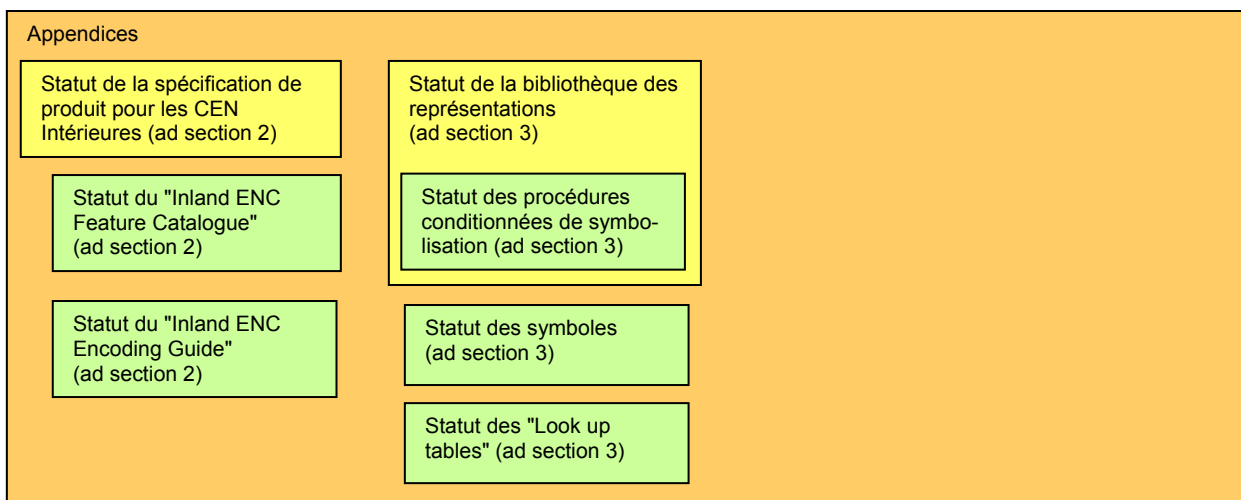 Appendices
Statut de la spécification de
produit pour les CEN
Intérieures (ad section 2)
Statut du "Inland ENC
Feature Catalogue"
(ad section 2)
Statut du "Inland ENC
Encoding Guide"
(ad section 2)
Statut de la bibliothèque des
représentations
(ad section 3)
Statut des procédures
conditionnées de symbo-
lisation (ad section 3)
Statut des symboles
(ad section 3)
Statut des "Look up
tables" (ad section 3)